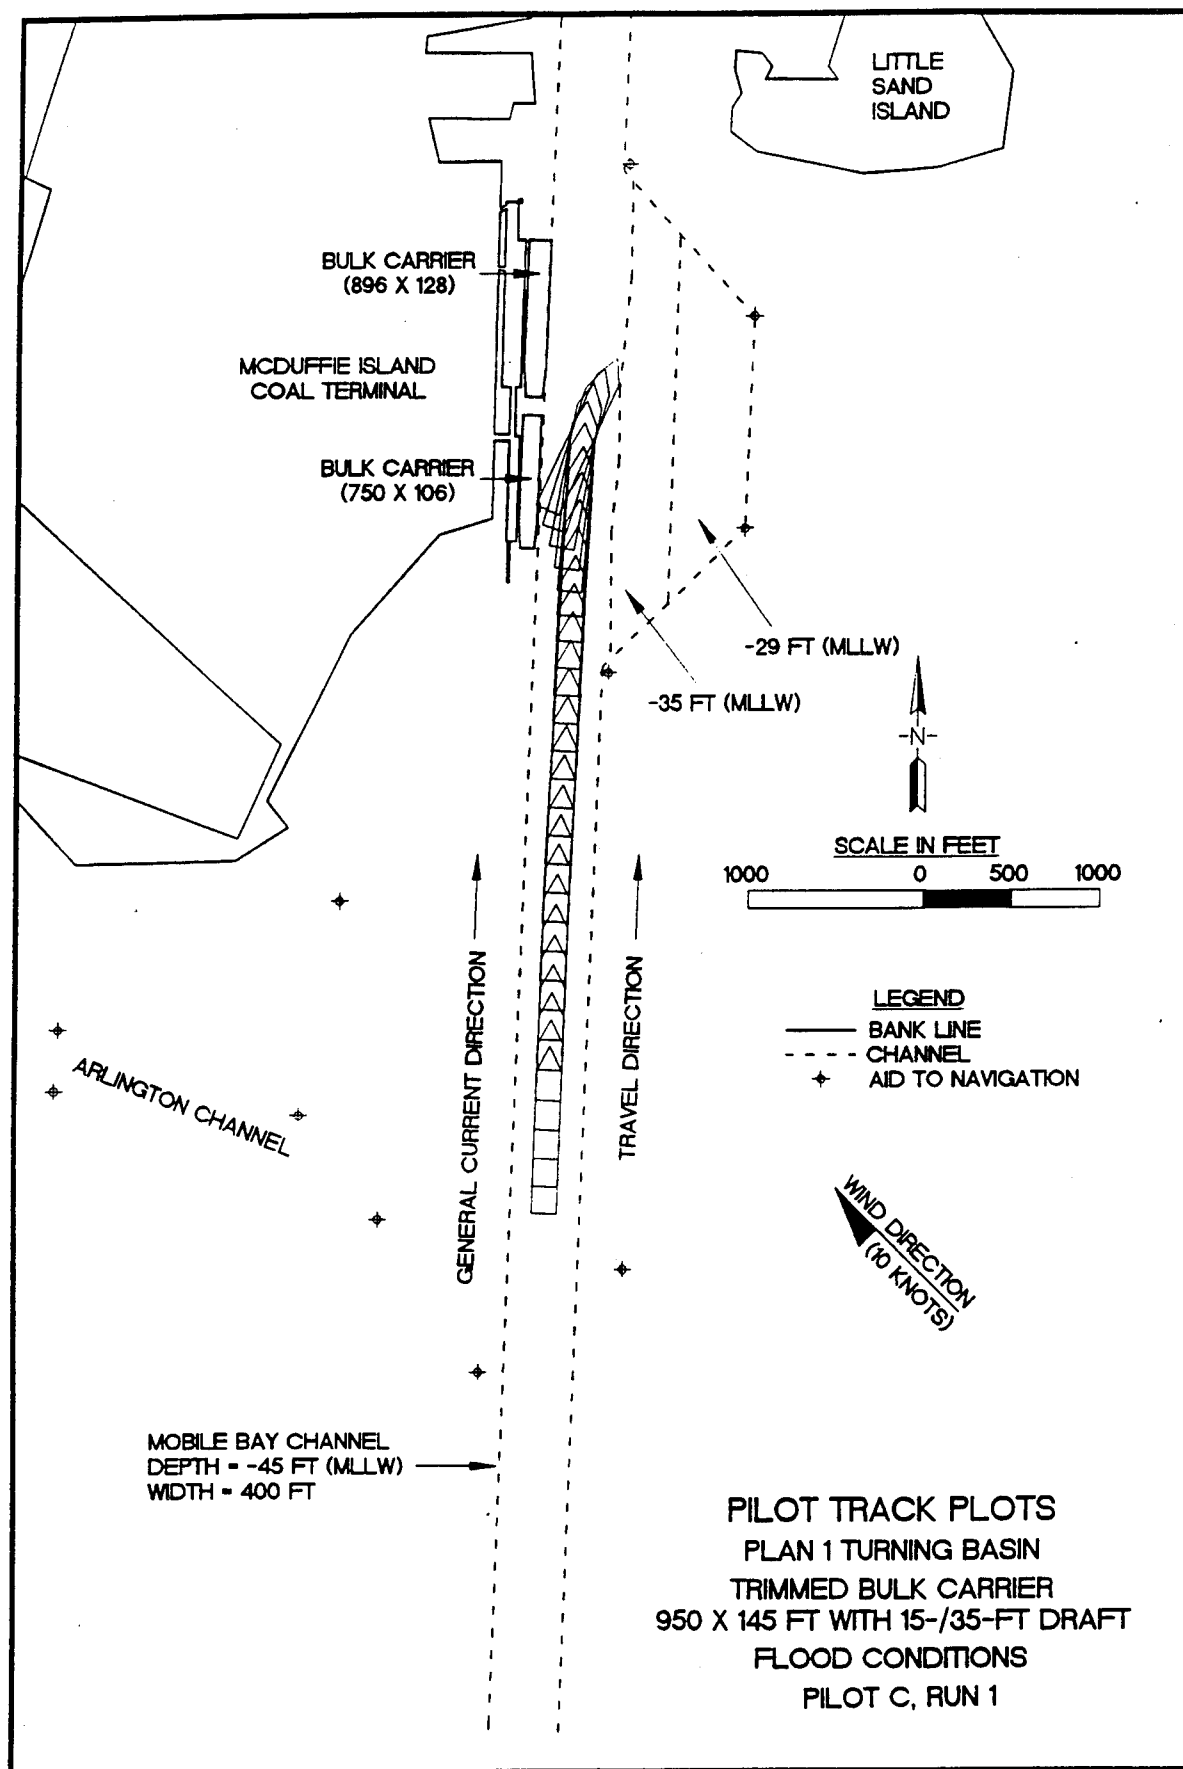 LITTLE
SAND
ISLAND
BULK CARRIER
(896 X 128)
MCDUFFIE ISLAND
COAL TERMINAL
BULK CARRIER
(750 X 106)
-29 FT (MLLW)
-35 FT (MLLW)
-N-
SCALE IN FEET
1000 0 500 1000
GENERAL CURRENT DIRECTION
TRAVEL DIRECTION
LEGEND
BANK LINE
CHANNEL
AID TO NAVIGATION
ARLINGTON CHANNEL
WIND DIRECTION
(10 KNOTS)
MOBILE BAY CHANNEL
DEPTH = -45 FT (MLLW)
WIDTH = 400 FT
PILOT TRACK PLOTS
PLAN 1 TURNING BASIN
TRIMMED BULK CARRIER
950 X 145 FT WITH 15-/35-FT DRAFT
FLOOD CONDITIONS
PILOT C, RUN 1